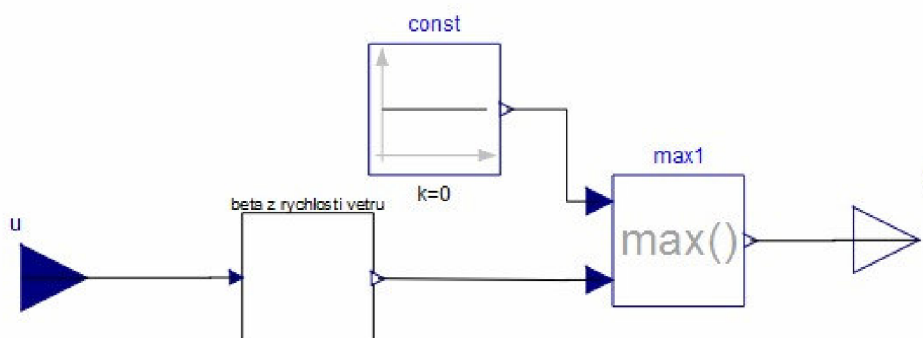 const
k=0
max1
beta z rychlosti vetru
max()
u